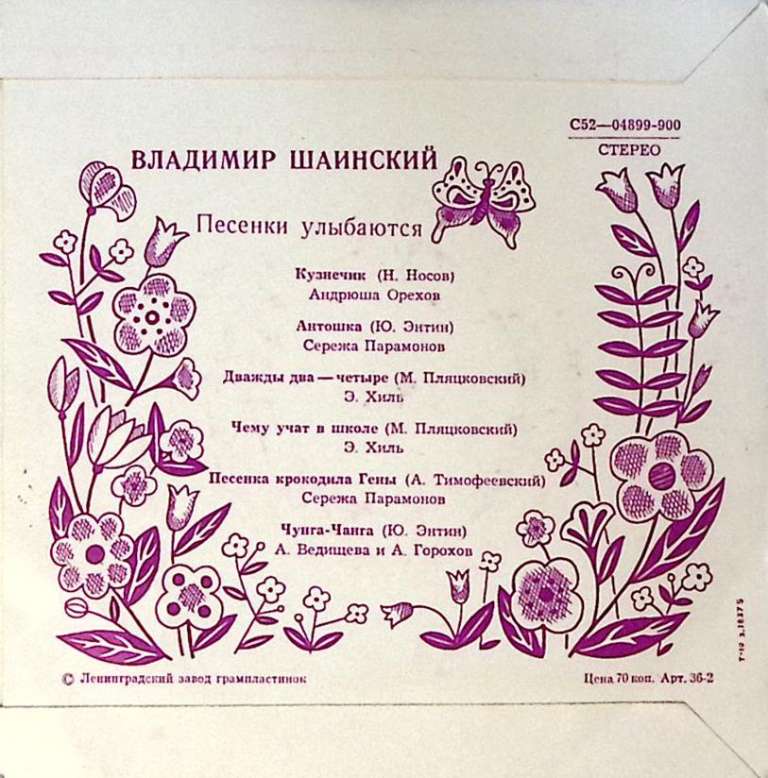 С52—04899-900
СТЕРЕО
ВЛАДИМИР ШАИНСКИЙ
Песенки улыбаются
Кузнечик (Н. Носов)
Андрюша Орехов
Антошка (Ю. Энтин)
Сережа Парамонов
Дважды два — четыре (М. Пляцковский)
Э. Хиль
Чему учат в школе (М. Пляцковский)
Э. Хиль
Песенка крокодила Гены (А. Тимофеевский)
Сережа Парамонов
Чунга-Чанга (Ю. Энтин)
А. Ведищева и А. Горохов
© Ленинградский завод грампластинок
Цена 70 коп. Арт. 36-2